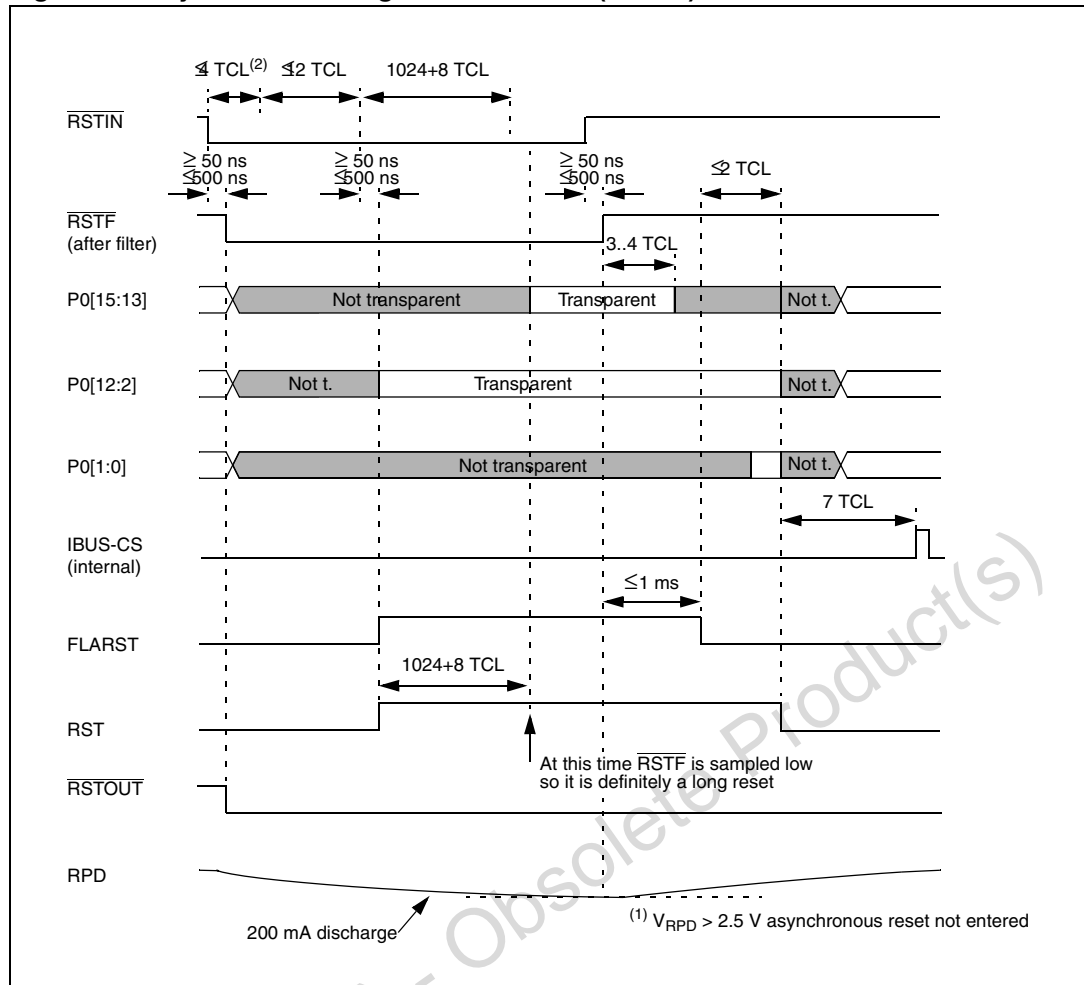 ≤4 TCL(2) ≤12 TCL 1024+8 TCL
RSTIN
≥ 50 ns ≥ 50 ns ≥ 50 ns
≤500 ns ≤500 ns ≤500 ns
≤2 TCL
RSTF
(after filter)
3..4 TCL
P0[15:13] Not transparent Transparent Not t.
P0[12:2] Not t. Transparent Not t.
P0[1:0] Not transparent Not t.
7 TCL
IBUS-CS
(internal)
≤1 ms
FLARST
1024+8 TCL
RST
At this time RSTF is sampled low
so it is definitely a long reset
RSTOUT
RPD
200 mA discharge
(1) VRPD > 2.5 V asynchronous reset not entered
- Obsolete Product(s)